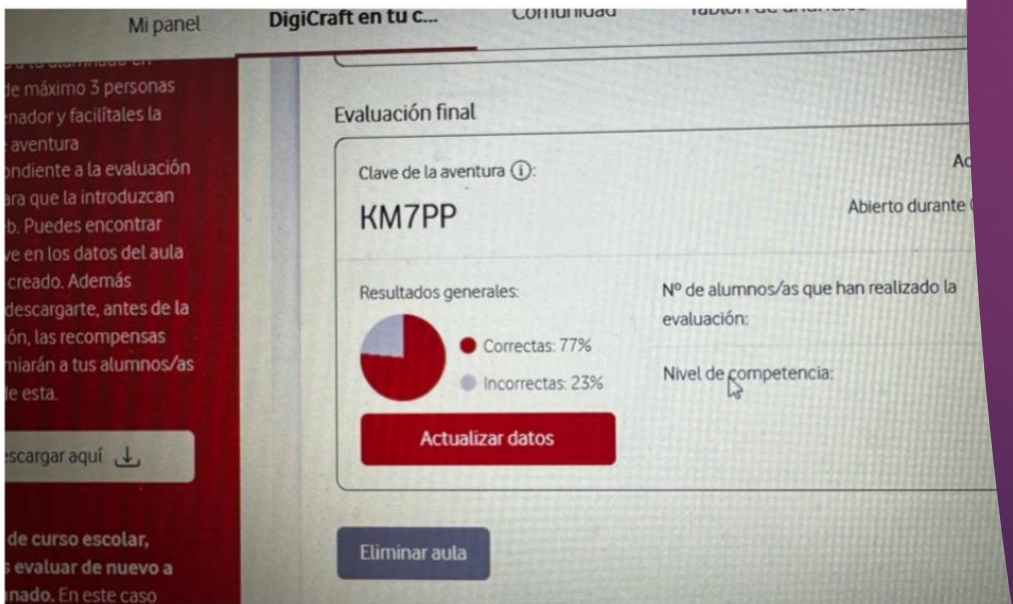 Mi panel
DigiCraft en tu c...
Comunidad
de máximo 3 personas
nador y facilítales la
aventura
ondiente a la evaluación
ara que la introduzcan
b. Puedes encontrar
ve en los datos del aula
creado. Además
descargarte, antes de la
ón, las recompensas
miarán a tus alumnos/as
de esta.
escargar aquí
de curso escolar,
s evaluar de nuevo a
nado. En este caso
Evaluación final
Clave de la aventura ⓘ:
KM7PP
Abierto durante
Resultados generales:
Correctas: 77%
Incorrectas: 23%
Actualizar datos
Nº de alumnos/as que han realizado la
evaluación:
Nivel de competencia:
Eliminar aula